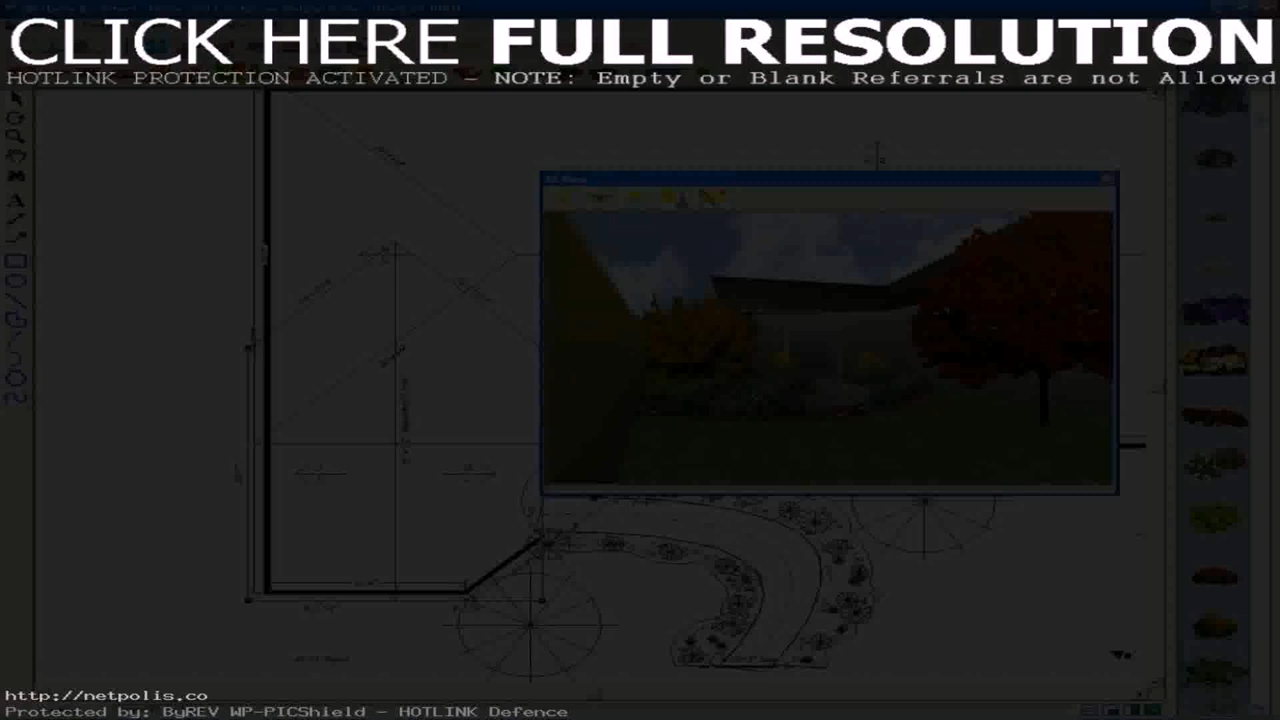 CLICK HERE FULL RESOLUTION
HOTLINK PROTECTION ACTIVATED - NOTE: Empty or Blank Referrals are not Allowed
http://netpolis.co
Protected by: ByREV WP-PICShield - HOTLINK Defence